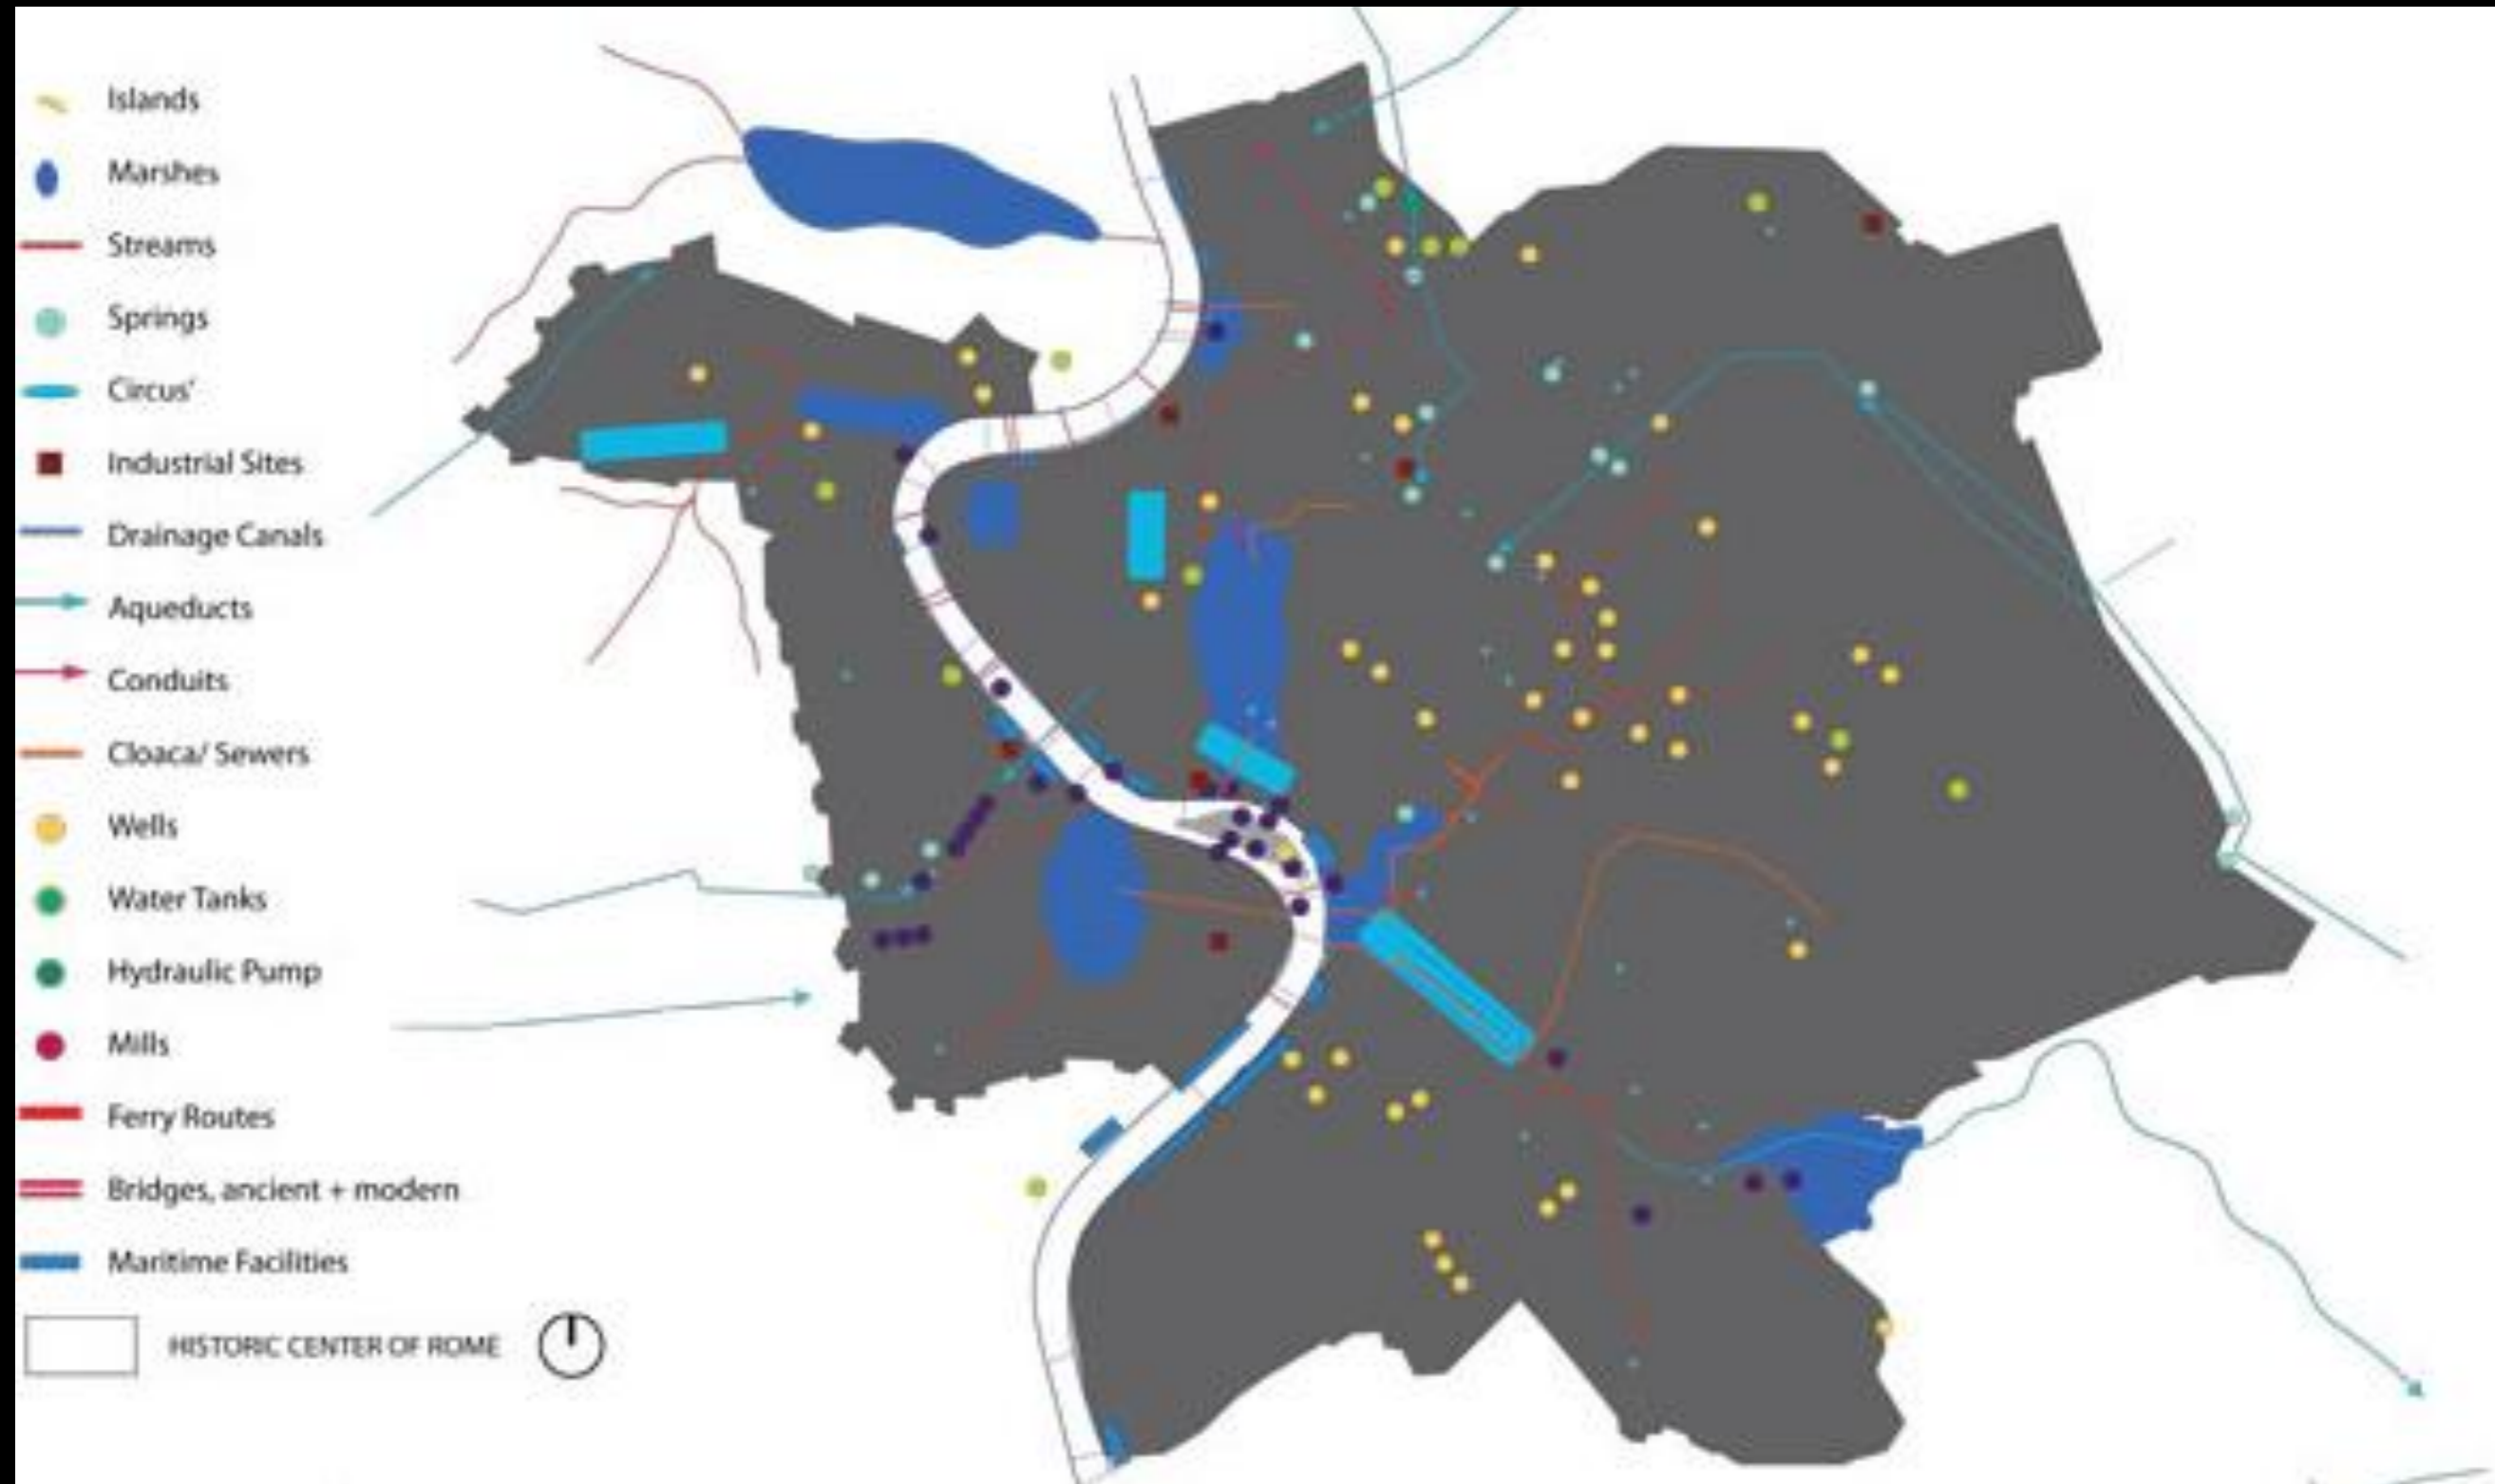 Islands
Marshes
Streams
Springs
Circus'
Industrial Sites
Drainage Canals
Aqueducts
Conduits
Cloaca/ Sewers
Wells
Water Tanks
Hydraulic Pump
Mills
Ferry Routes
Bridges, ancient + modern
Maritime Facilities
HISTORIC CENTER OF ROME